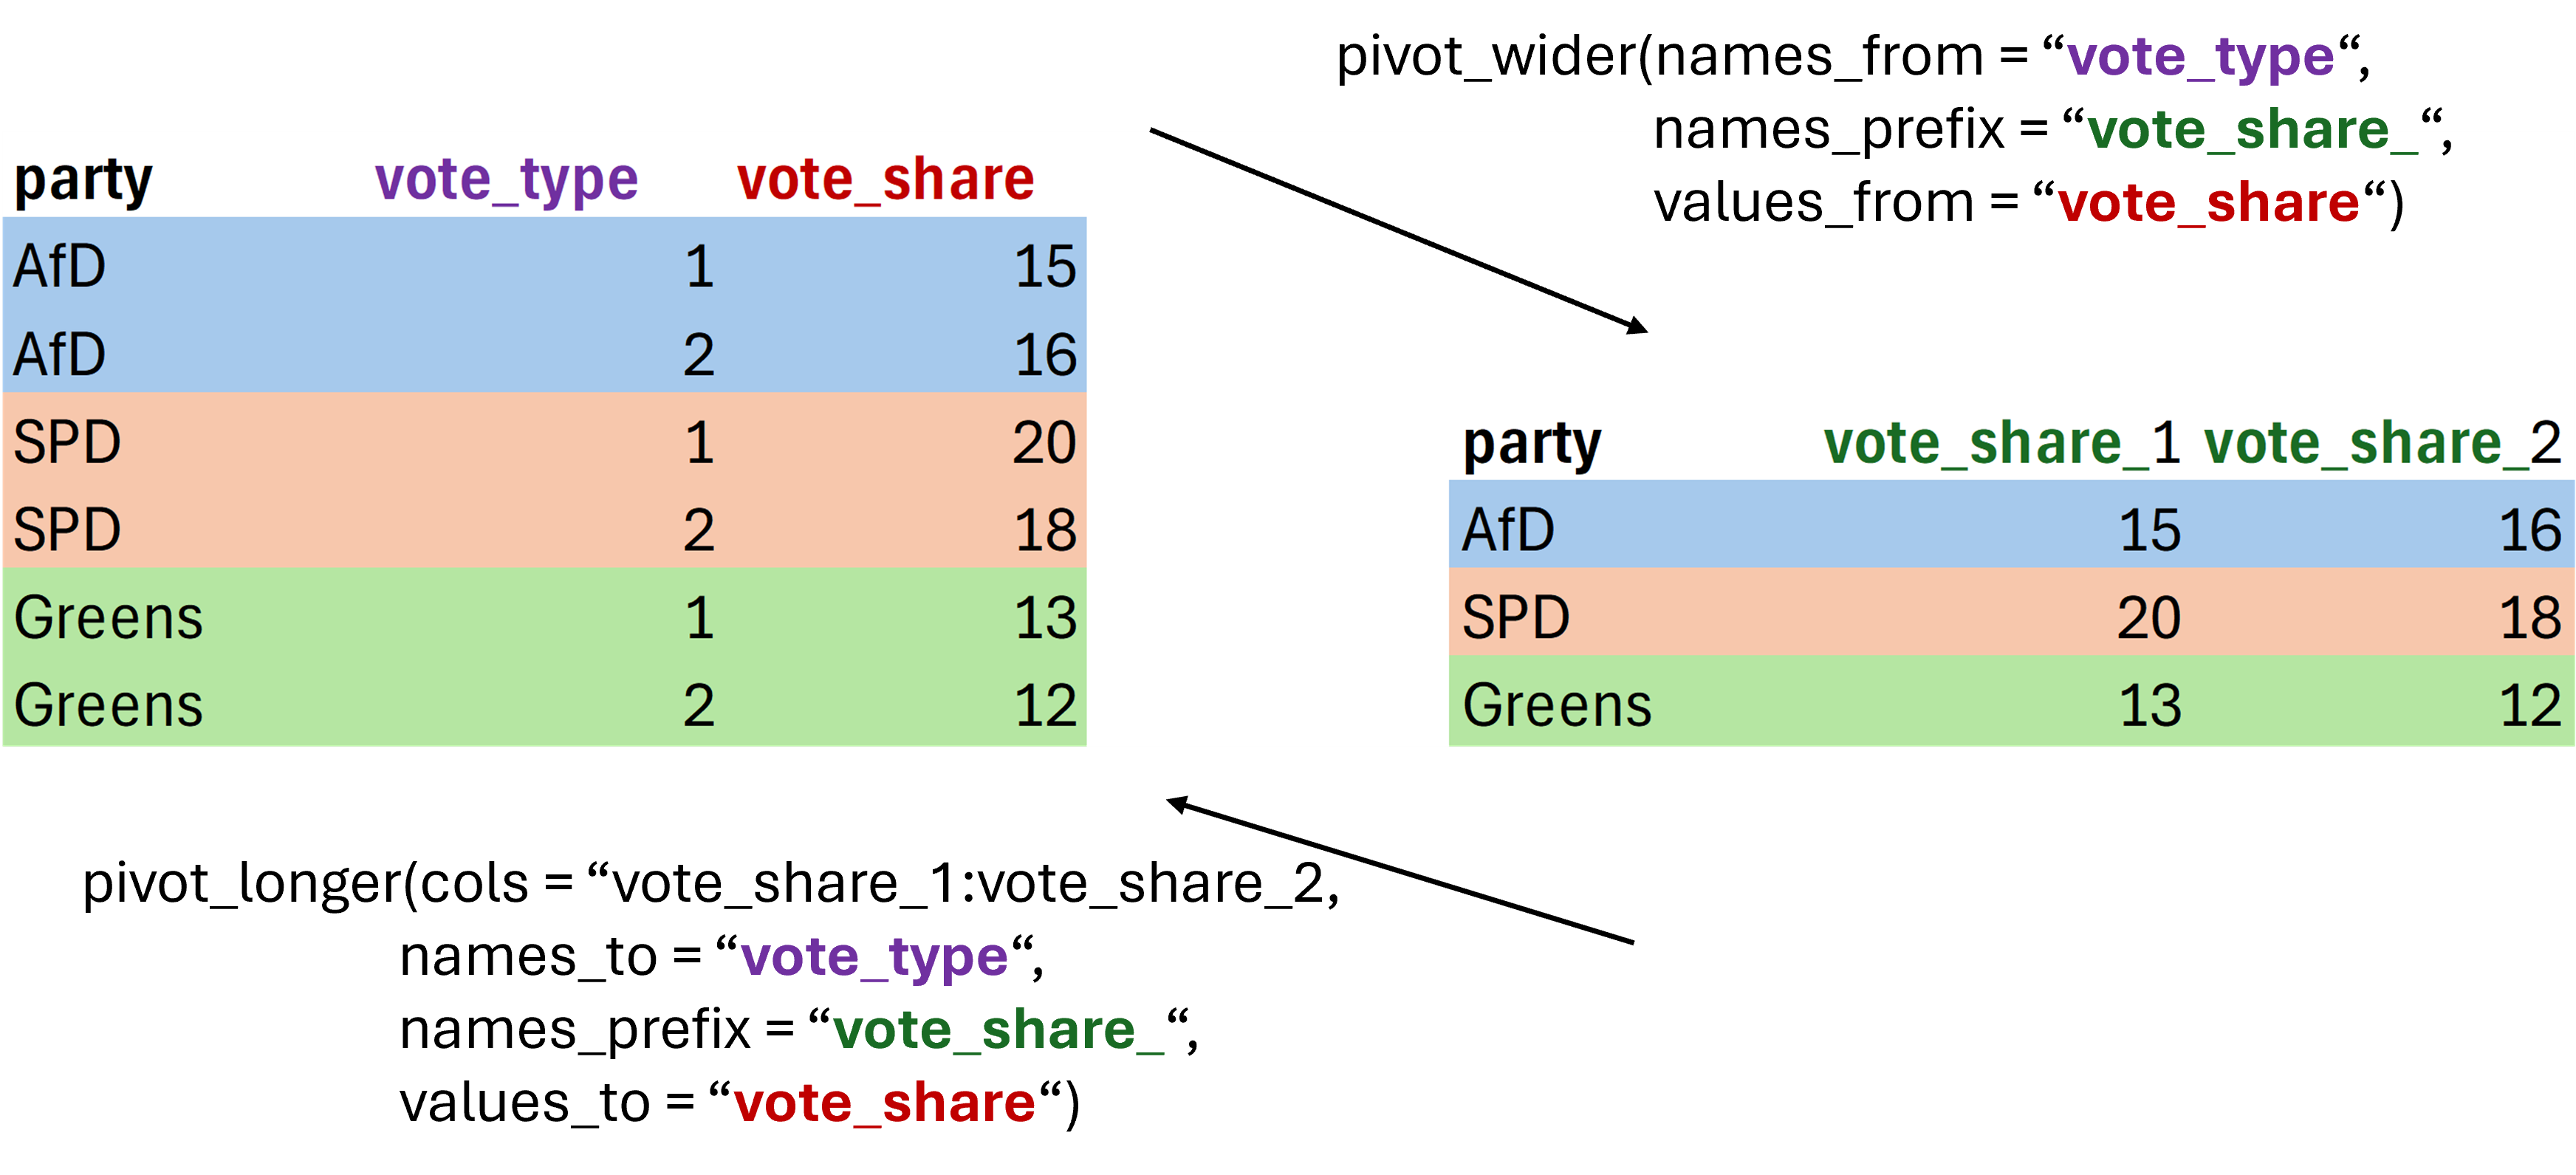 pivot_wider(names_from = “vote_type“,
names_prefix = “vote_share_“,
values_from = “vote_share“)
party vote_type vote_share
AfD 1 15
AfD 2 16
SPD 1 20
SPD 2 18
Greens 1 13
Greens 2 12
party vote_share_1 vote_share_2
AfD 15 16
SPD 20 18
Greens 13 12
pivot_longer(cols = “vote_share_1:vote_share_2,
names_to = “vote_type“,
names_prefix = “vote_share_“,
values_to = “vote_share“)